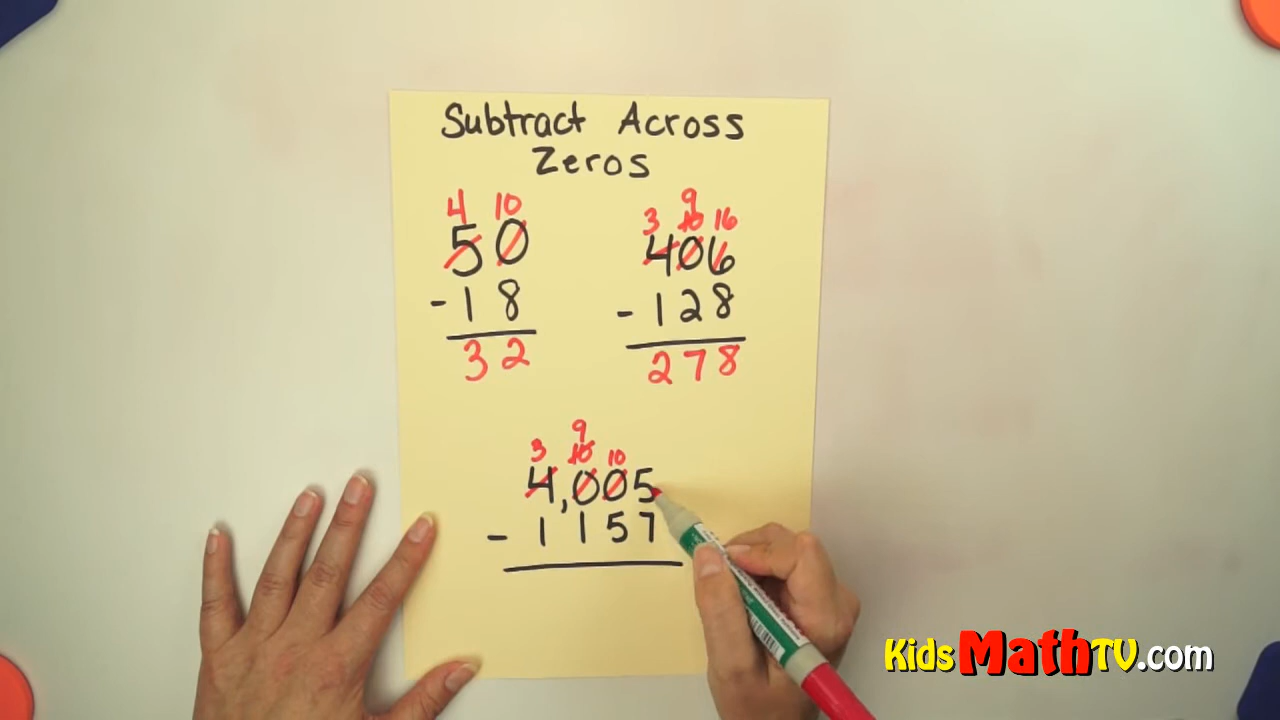 Subtract Across
Zeros
4 10
50
- 18
32
9
3 10 16
406
- 128
278
9
3 10 10
4,005
- 1157
KidsMathTV.com